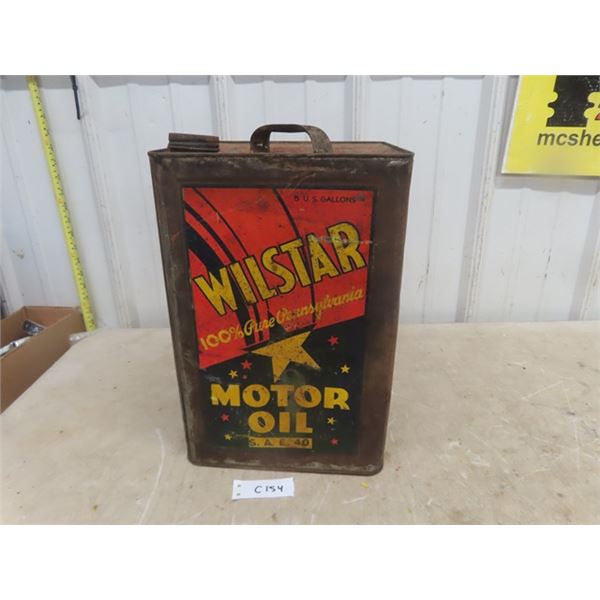 5 U.S. GALLONS
WILSTAR
100% Pure Pennsylvania
MOTOR
OIL
S. A. E. 40
C154
mcshe